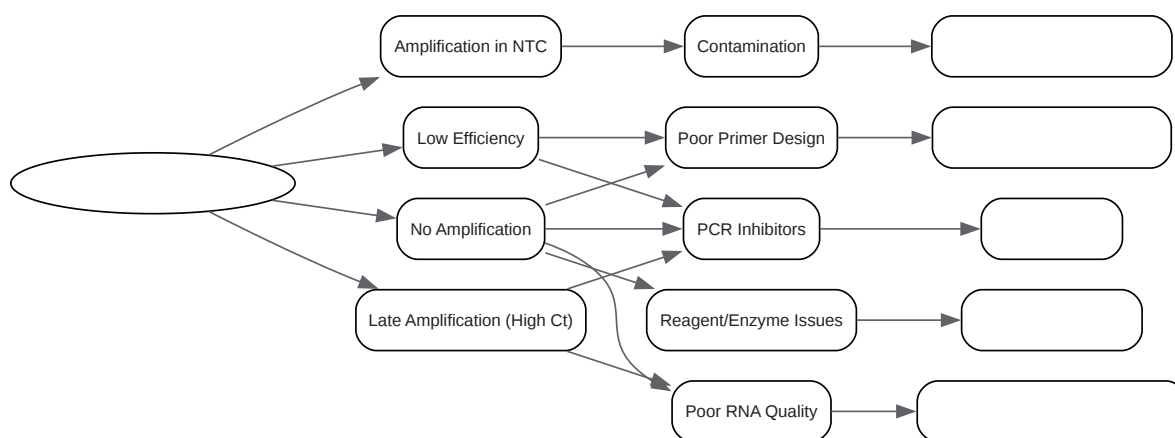 Amplification in NTC
Contamination
Low Efficiency
Poor Primer Design
No Amplification
PCR Inhibitors
Late Amplification (High Ct)
Reagent/Enzyme Issues
Poor RNA Quality